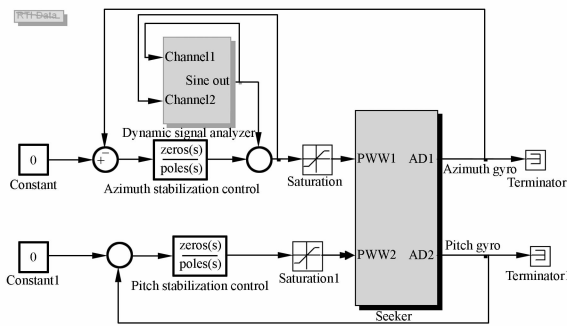 RTI Data
Channel1
Sine out
Channel2
Dynamic signal analyzer
0
Constant
−
+
zeros(s)
poles(s)
Azimuth stabilization control
Saturation
PWW1
AD1
Azimuth gyro
Terminator
0
Constant1
zeros(s)
poles(s)
Pitch stabilization control
Saturation1
PWW2
AD2
Pitch gyro
Terminator1
Seeker